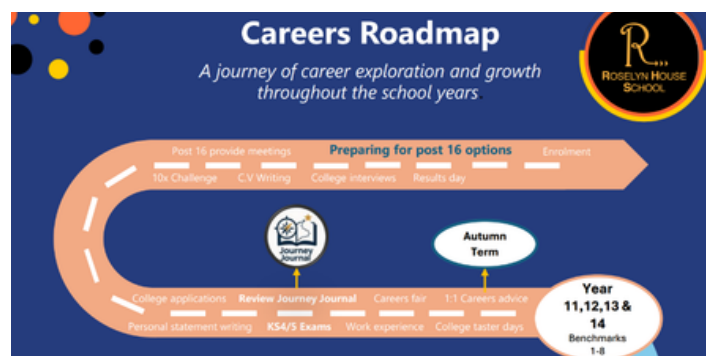 Careers Roadmap
A journey of career exploration and growth
throughout the school years.
R
ROSELYN HOUSE
SCHOOL
Post 16 provide meetings
Preparing for post 16 options
Enrolment
10x Challenge
C.V Writing
College interviews
Results day
Journey
Journal
Autumn
Term
College applications
Review Journey Journal
Careers fair
1:1 Careers advice
Personal statement writing
KS4/5 Exams
Work experience
College taster days
Year
11,12,13 &
14
Benchmarks
1-8